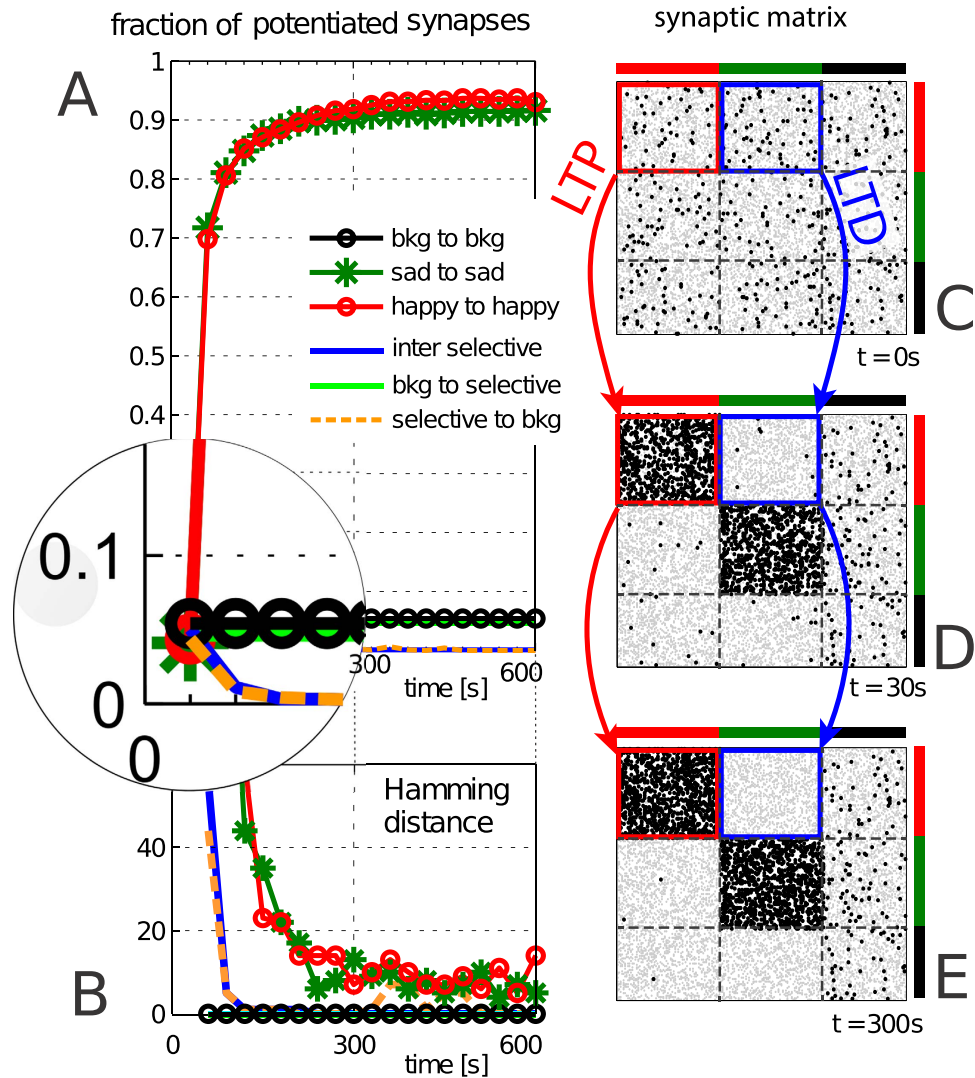 fraction of potentiated synapses
synaptic matrix
A
1
0.9
0.8
0.7
0.6
0.5
0.4
bkg to bkg
sad to sad
happy to happy
inter selective
bkg to selective
selective to bkg
0.1
0
0
300
600
time [s]
LTP
LTD
C
t = 0s
D
t = 30s
E
t = 300s
B
Hamming
distance
40
20
0
0
300
600
time [s]